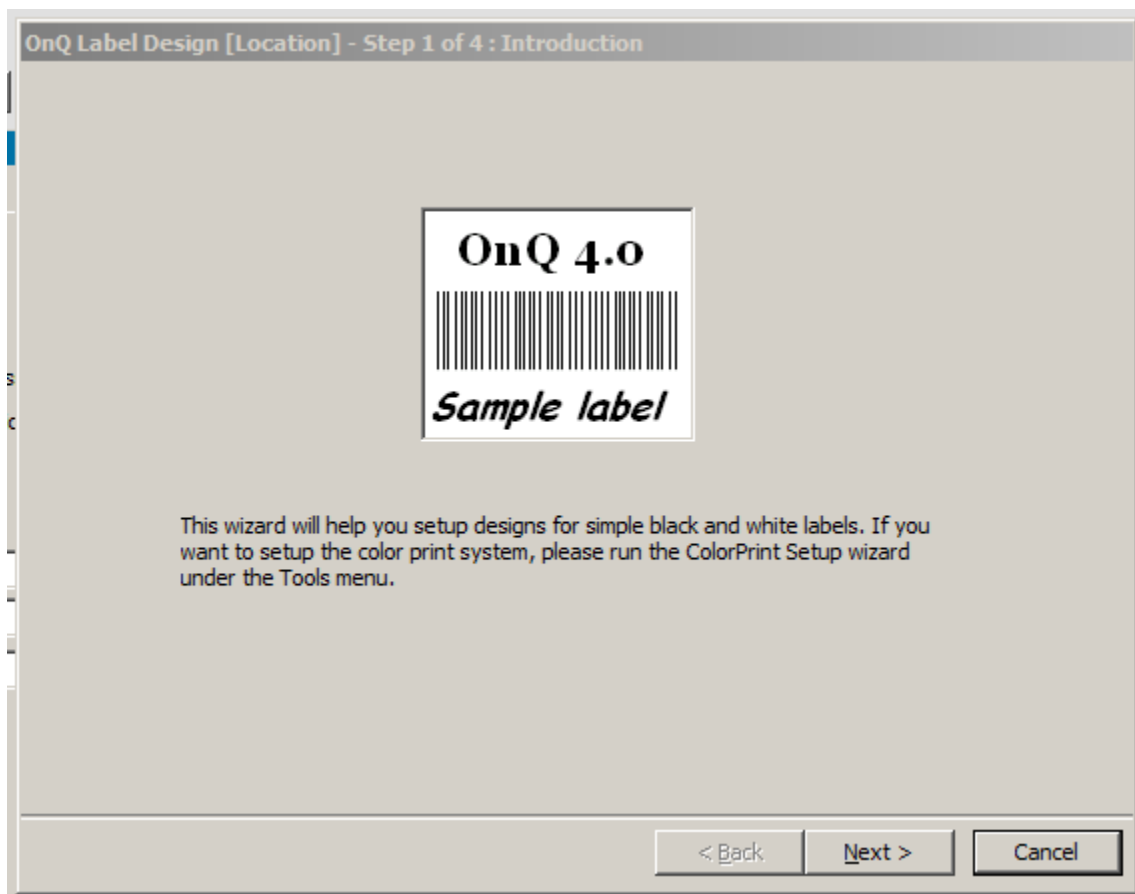 OnQ Label Design [Location] - Step 1 of 4 : Introduction
OnQ 4.0
Sample label
This wizard will help you setup designs for simple black and white labels. If you
want to setup the color print system, please run the ColorPrint Setup wizard
under the Tools menu.
< Back
Next >
Cancel